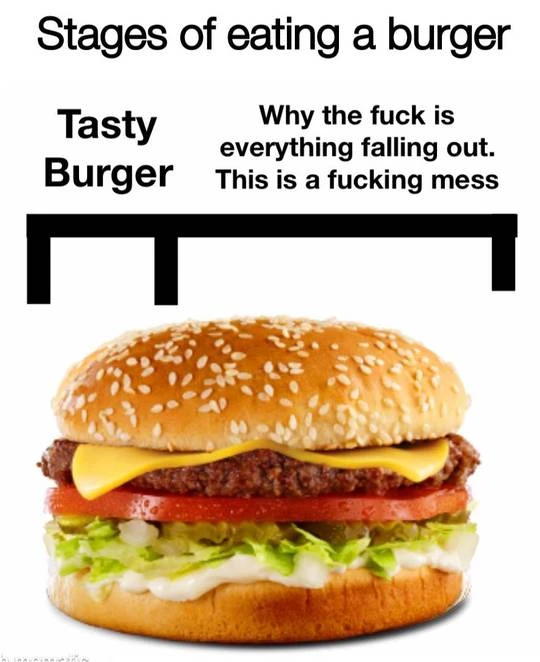 Stages of eating a burger
Tasty
Burger
Why the fuck is
everything falling out.
This is a fucking mess